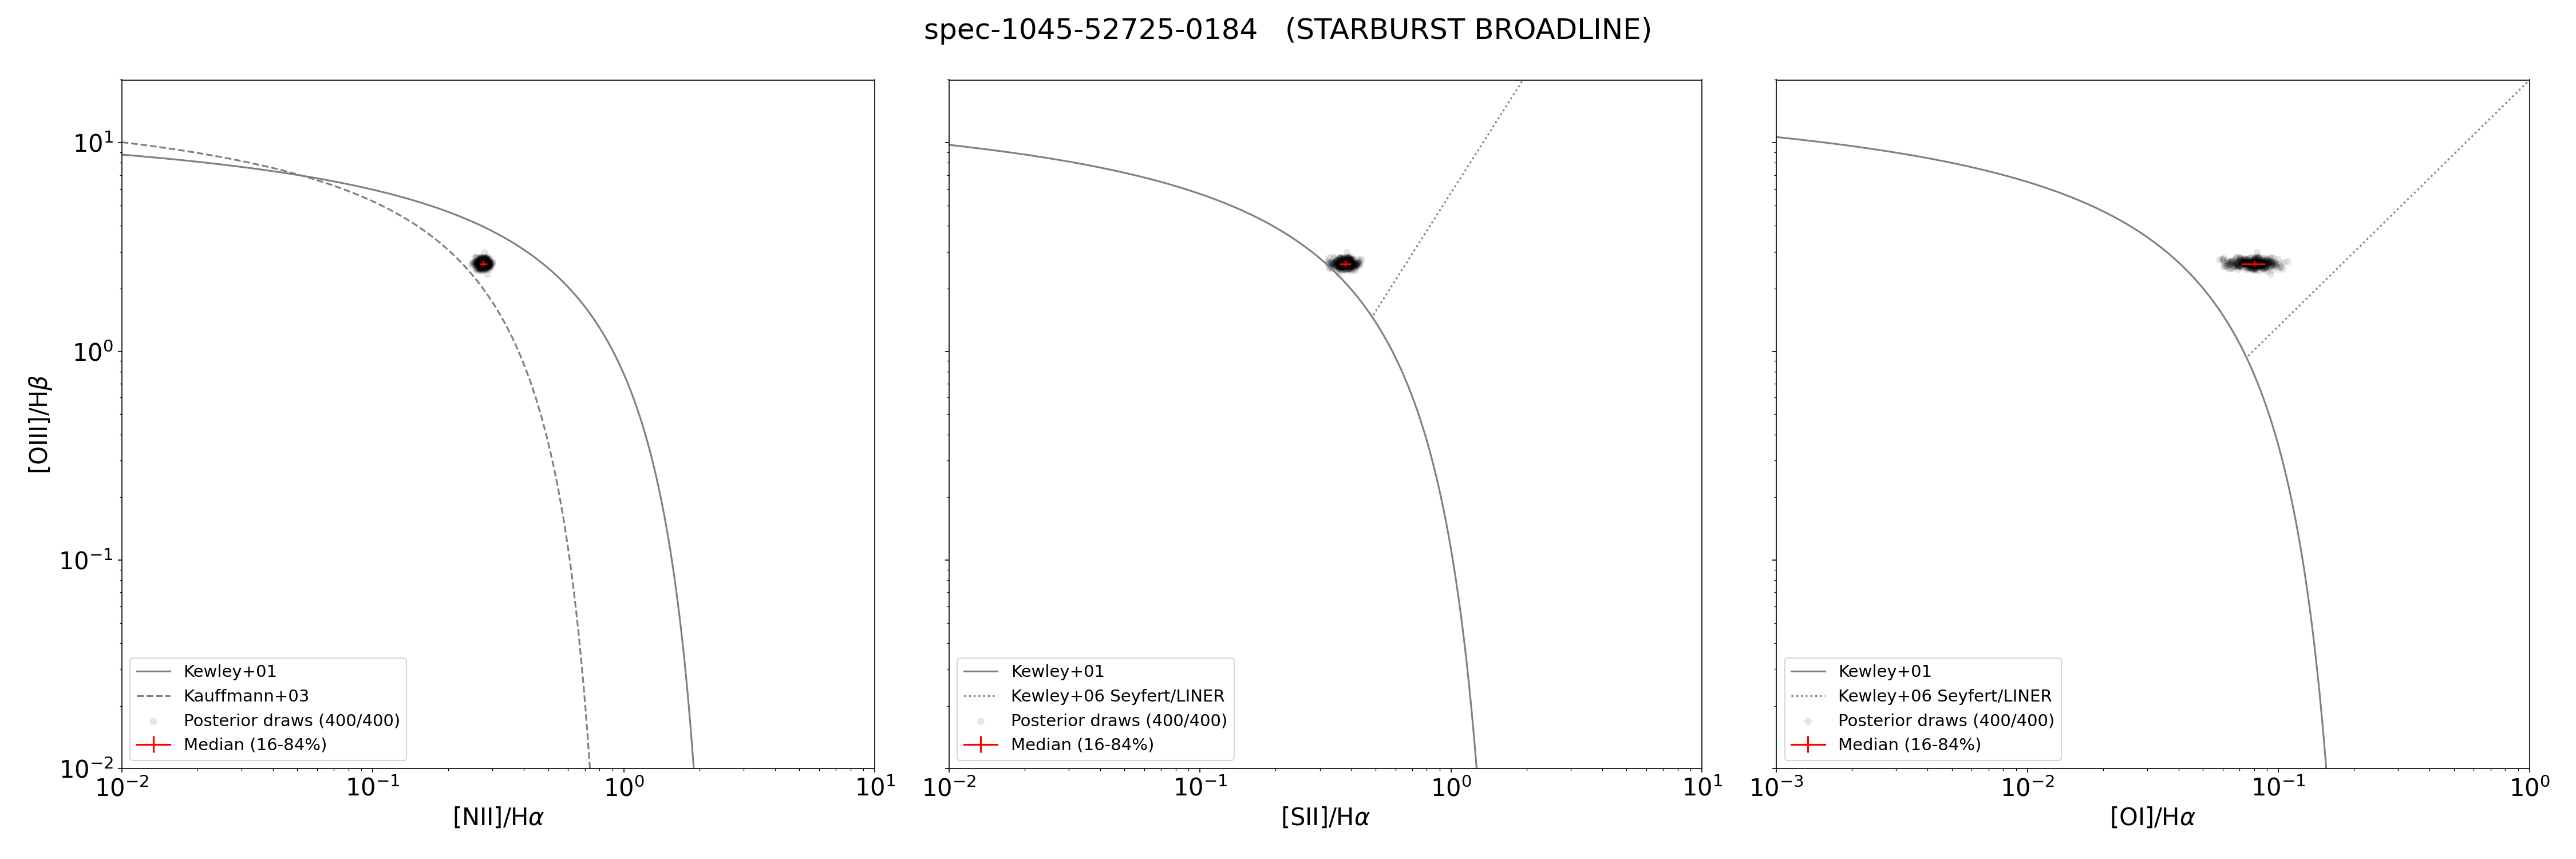 spec-1045-52725-0184 (STARBURST BROADLINE)
[OIII]/Hβ
10¹
10⁰
10⁻¹
10⁻²
Kewley+01
Kauffmann+03
Posterior draws (400/400)
Median (16-84%)
10⁻² 10⁻¹ 10⁰ 10¹
[NII]/Hα
Kewley+01
Kewley+06 Seyfert/LINER
Posterior draws (400/400)
Median (16-84%)
10⁻² 10⁻¹ 10⁰ 10¹
[SII]/Hα
Kewley+01
Kewley+06 Seyfert/LINER
Posterior draws (400/400)
Median (16-84%)
10⁻³ 10⁻² 10⁻¹ 10⁰
[OI]/Hα